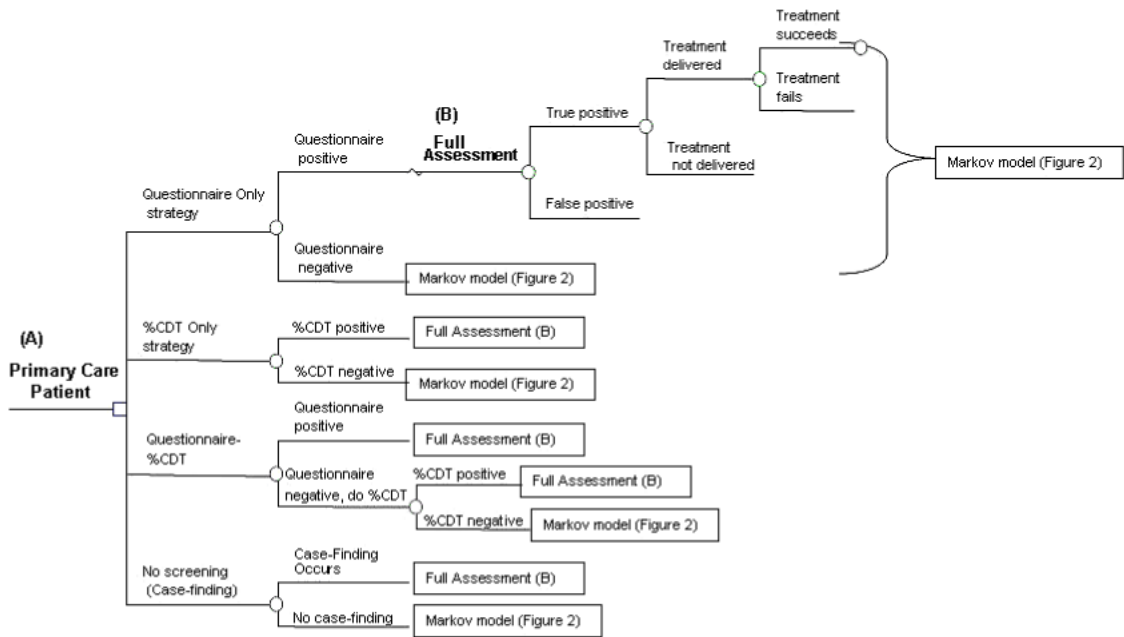 Treatment
succeeds
Treatment
delivered
Treatment
fails
(B)
Full
Assessment
True positive
Questionnaire
positive
Treatment
not delivered
Markov model (Figure 2)
Questionnaire Only
strategy
False positive
Questionnaire
negative
Markov model (Figure 2)
(A)
Primary Care
Patient
%CDT Only
strategy
%CDT positive
Full Assessment (B)
%CDT negative
Markov model (Figure 2)
Questionnaire-
%CDT
Questionnaire
positive
Full Assessment (B)
Questionnaire
negative, do %CDT
%CDT positive
Full Assessment (B)
%CDT negative
Markov model (Figure 2)
No screening
(Case-finding)
Case-Finding
Occurs
Full Assessment (B)
No case-finding
Markov model (Figure 2)